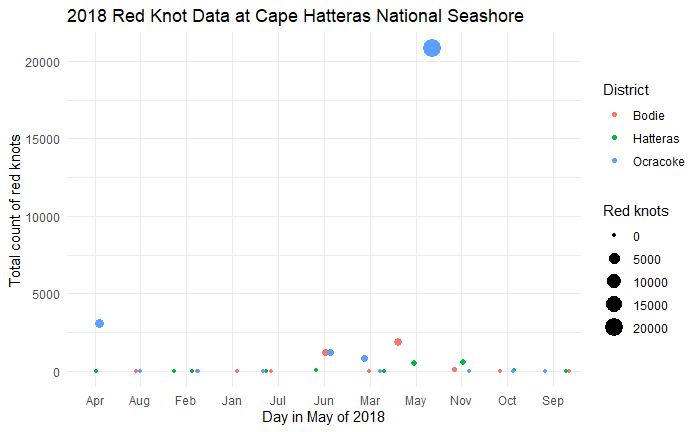 2018 Red Knot Data at Cape Hatteras National Seashore
Total count of red knots
20000
15000
10000
5000
0
Apr Aug Feb Jan Jul Jun Mar May Nov Oct Sep
Day in May of 2018
District
Bodie
Hatteras
Ocracoke
Red knots
0
5000
10000
15000
20000